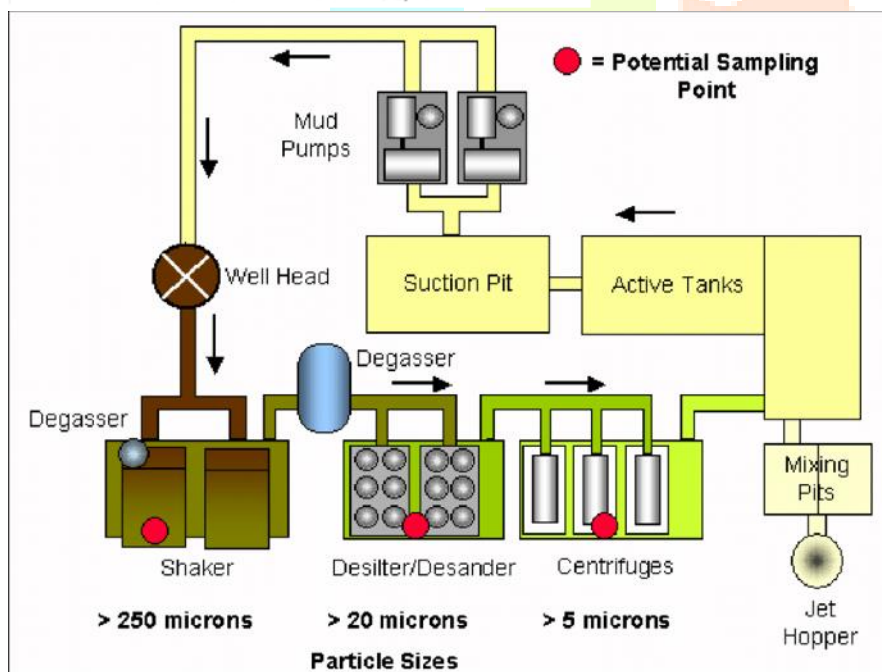 = Potential Sampling
Point
Mud
Pumps
Well Head
Suction Pit
Active Tanks
Degasser
Degasser
Mixing
Pits
Shaker
Desilter/Desander
Centrifuges
Jet
Hopper
> 250 microns
> 20 microns
> 5 microns
Particle Sizes